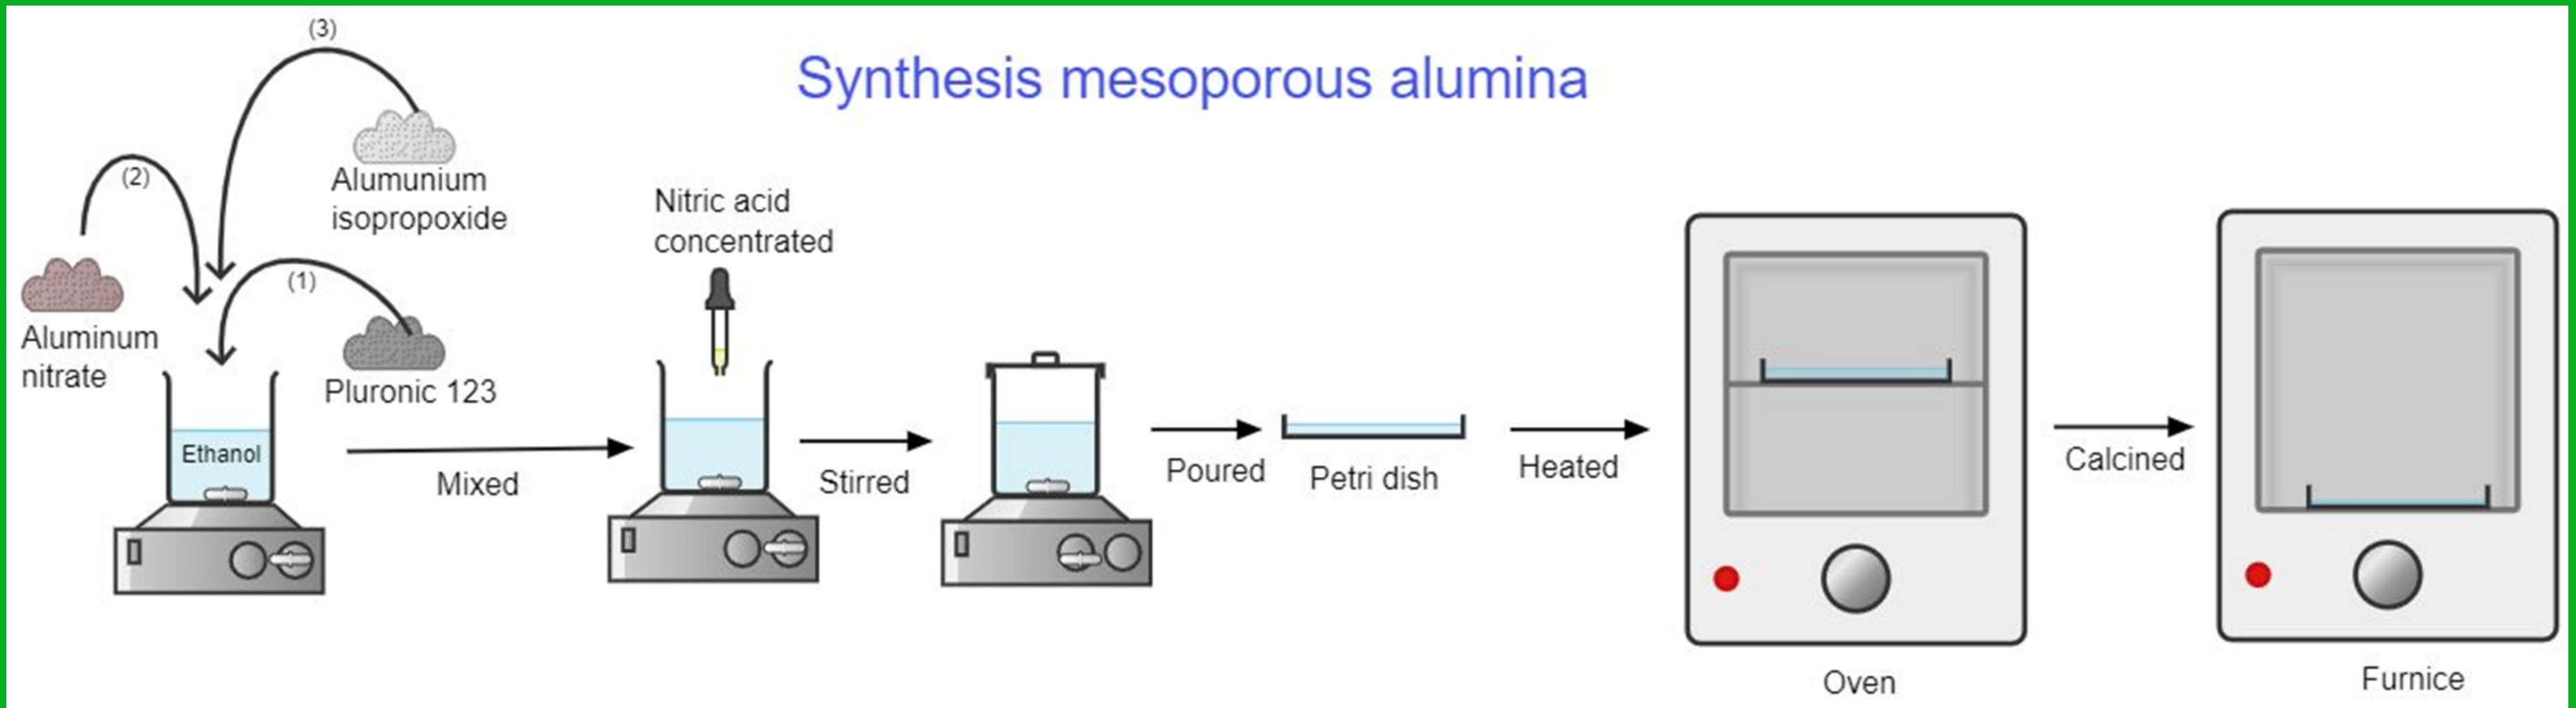 Synthesis mesoporous alumina
(3)
(2)
Alumunium
isopropoxide
(1)
Aluminum
nitrate
Pluronic 123
Ethanol
Mixed
Nitric acid
concentrated
Stirred
Poured
Petri dish
Heated
Oven
Calcined
Furnice